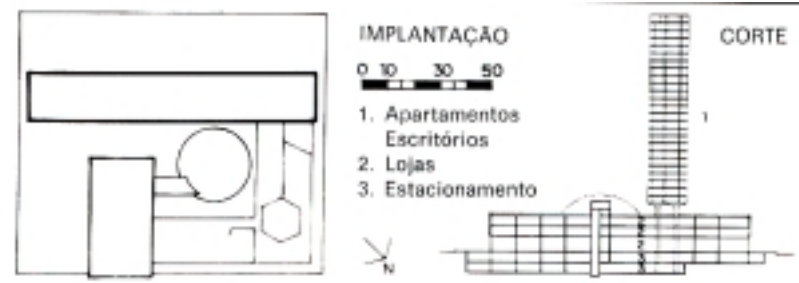 IMPLANTAÇÃO
0 10 30 50
1. Apartamentos
Escritórios
2. Lojas
3. Estacionamento
N
CORTE
1